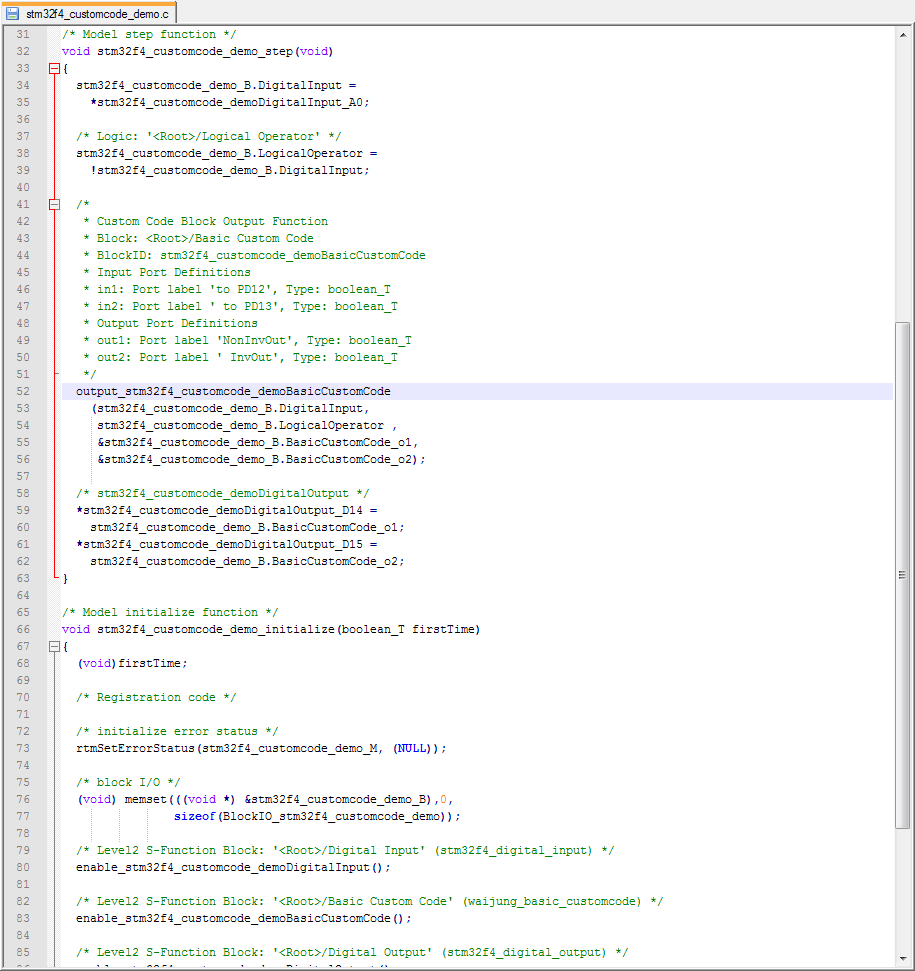 stm32f4_customcode_demo.c
31 /* Model step function */
32 void stm32f4_customcode_demo_step(void)
33 {
34 stm32f4_customcode_demo_B.DigitalInput =
35 *stm32f4_customcode_demoDigitalInput_A0;
36
37 /* Logic: '<Root>/Logical Operator' */
38 stm32f4_customcode_demo_B.LogicalOperator =
39 !stm32f4_customcode_demo_B.DigitalInput;
40
41 /*
42 * Custom Code Block Output Function
43 * Block: <Root>/Basic Custom Code
44 * BlockID: stm32f4_customcode_demoBasicCustomCode
45 * Input Port Definitions
46 * in1: Port label 'to PD12', Type: boolean_T
47 * in2: Port label ' to PD13', Type: boolean_T
48 * Output Port Definitions
49 * out1: Port label 'NonInvOut', Type: boolean_T
50 * out2: Port label ' InvOut', Type: boolean_T
51 */
52 output_stm32f4_customcode_demoBasicCustomCode
53 (stm32f4_customcode_demo_B.DigitalInput,
54 stm32f4_customcode_demo_B.LogicalOperator ,
55 &stm32f4_customcode_demo_B.BasicCustomCode_o1,
56 &stm32f4_customcode_demo_B.BasicCustomCode_o2);
57
58 /* stm32f4_customcode_demoDigitalOutput */
59 *stm32f4_customcode_demoDigitalOutput_D14 =
60 stm32f4_customcode_demo_B.BasicCustomCode_o1;
61 *stm32f4_customcode_demoDigitalOutput_D15 =
62 stm32f4_customcode_demo_B.BasicCustomCode_o2;
63 }
64
65 /* Model initialize function */
66 void stm32f4_customcode_demo_initialize(boolean_T firstTime)
67 {
68 (void)firstTime;
69
70 /* Registration code */
71
72 /* initialize error status */
73 rtmSetErrorStatus(stm32f4_customcode_demo_M, (NULL));
74
75 /* block I/O */
76 (void) memset(((void *) &stm32f4_customcode_demo_B),0,
77 sizeof(BlockIO_stm32f4_customcode_demo));
78
79 /* Level2 S-Function Block: '<Root>/Digital Input' (stm32f4_digital_input) */
80 enable_stm32f4_customcode_demoDigitalInput();
81
82 /* Level2 S-Function Block: '<Root>/Basic Custom Code' (waijung_basic_customcode) */
83 enable_stm32f4_customcode_demoBasicCustomCode();
84
85 /* Level2 S-Function Block: '<Root>/Digital Output' (stm32f4_digital_output) */